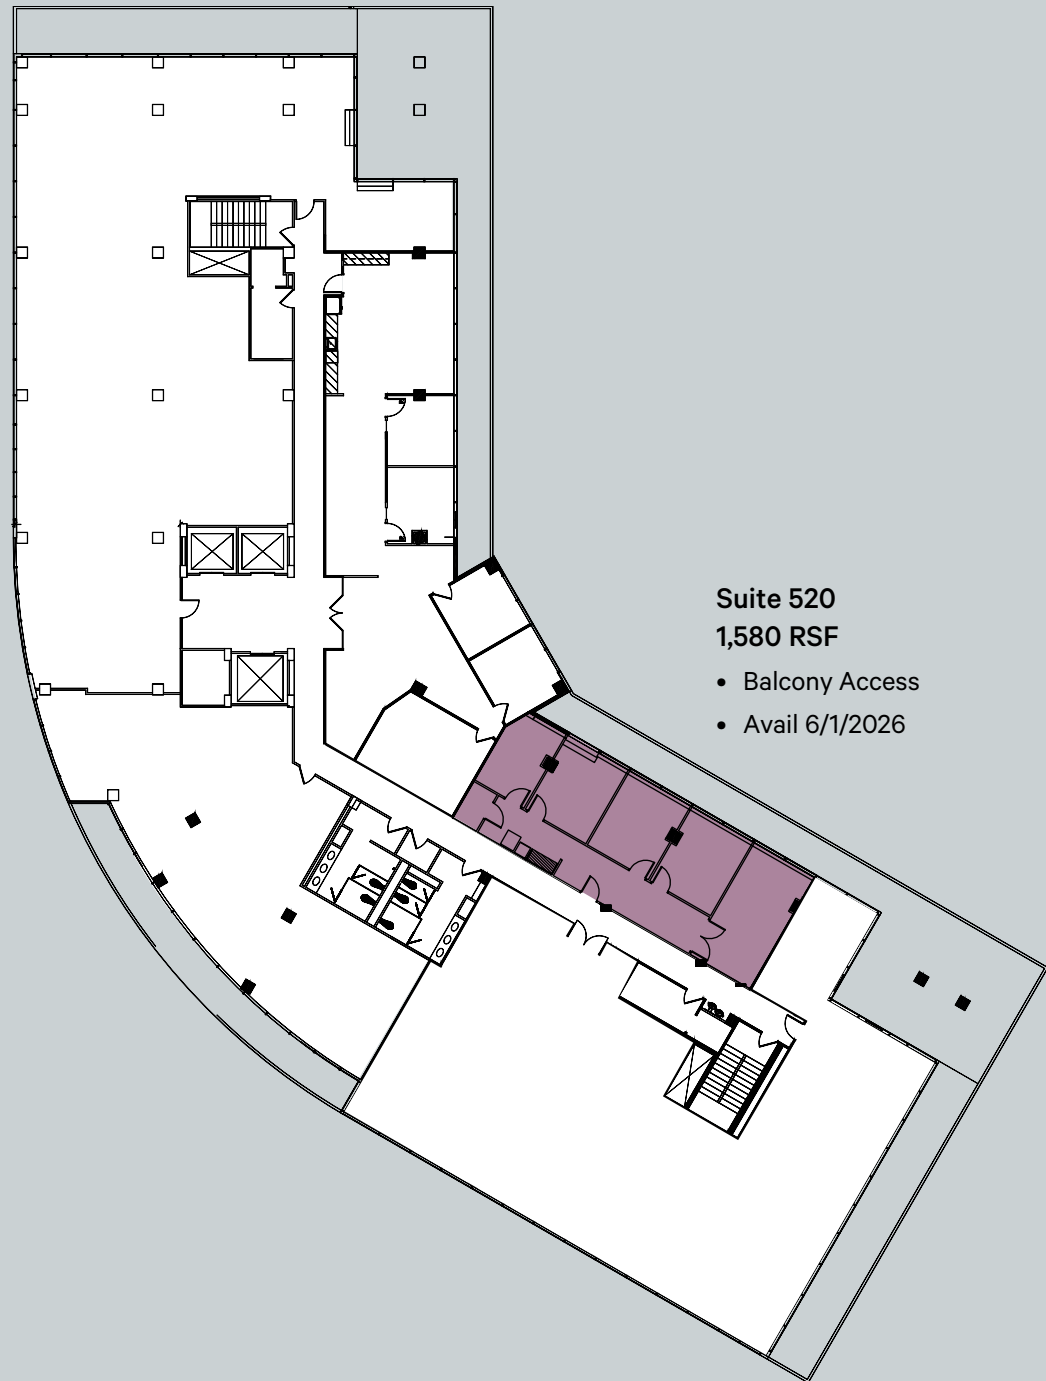 Suite 520
1,580 RSF
• Balcony Access
• Avail 6/1/2026